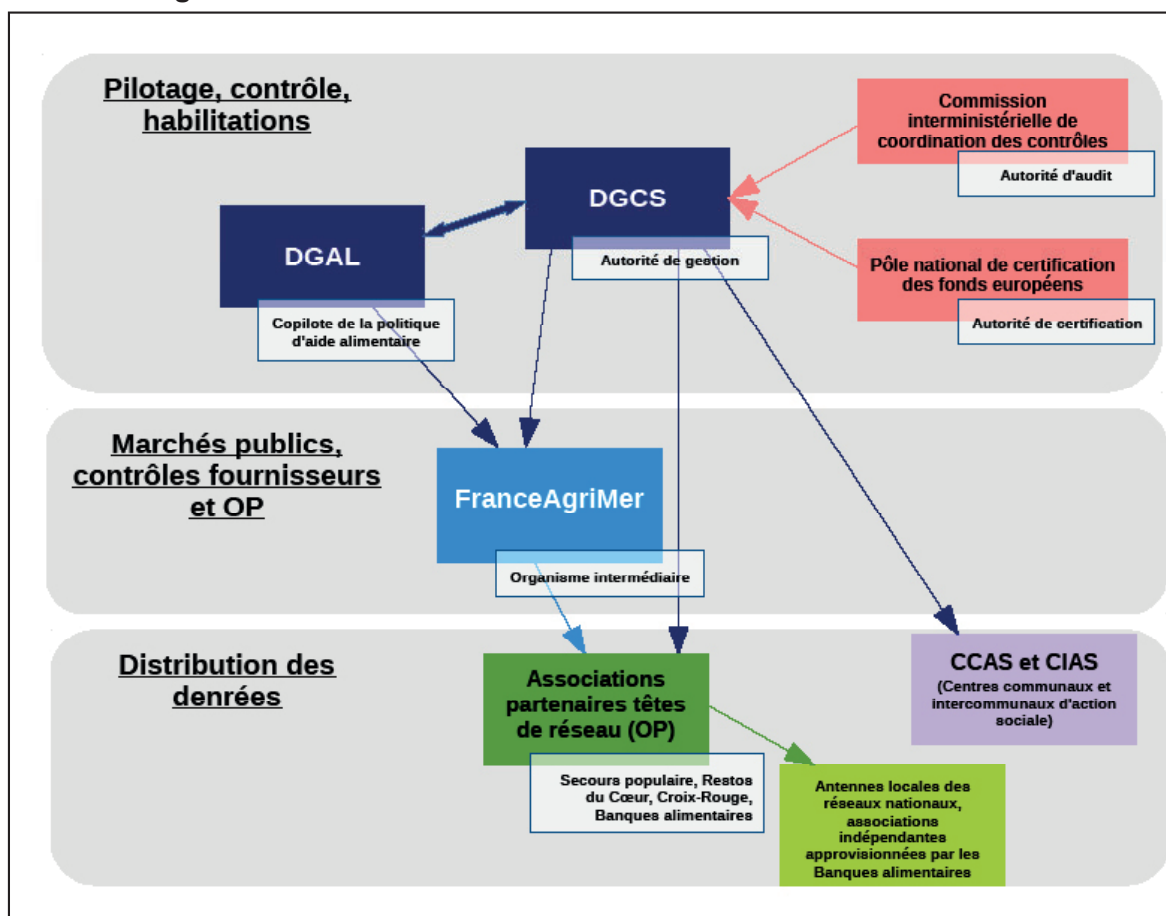 Pilotage, contrôle,
habilitations
Commission
interministérielle de
coordination des contrôles
Autorité d'audit
DGCS
Autorité de gestion
DGAL
Copilote de la politique
d'aide alimentaire
Pôle national de certification
des fonds européens
Autorité de certification
Marchés publics,
contrôles fournisseurs
et OP
FranceAgriMer
Organisme intermédiaire
Distribution des
denrées
Associations
partenaires têtes
de réseau (OP)
Secours populaire, Restos
du Cœur, Croix-Rouge,
Banques alimentaires
CCAS et CIAS
(Centres communaux et
intercommunaux d'action
sociale)
Antennes locales des
réseaux nationaux,
associations
indépendantes
approvisionnées par les
Banques alimentaires